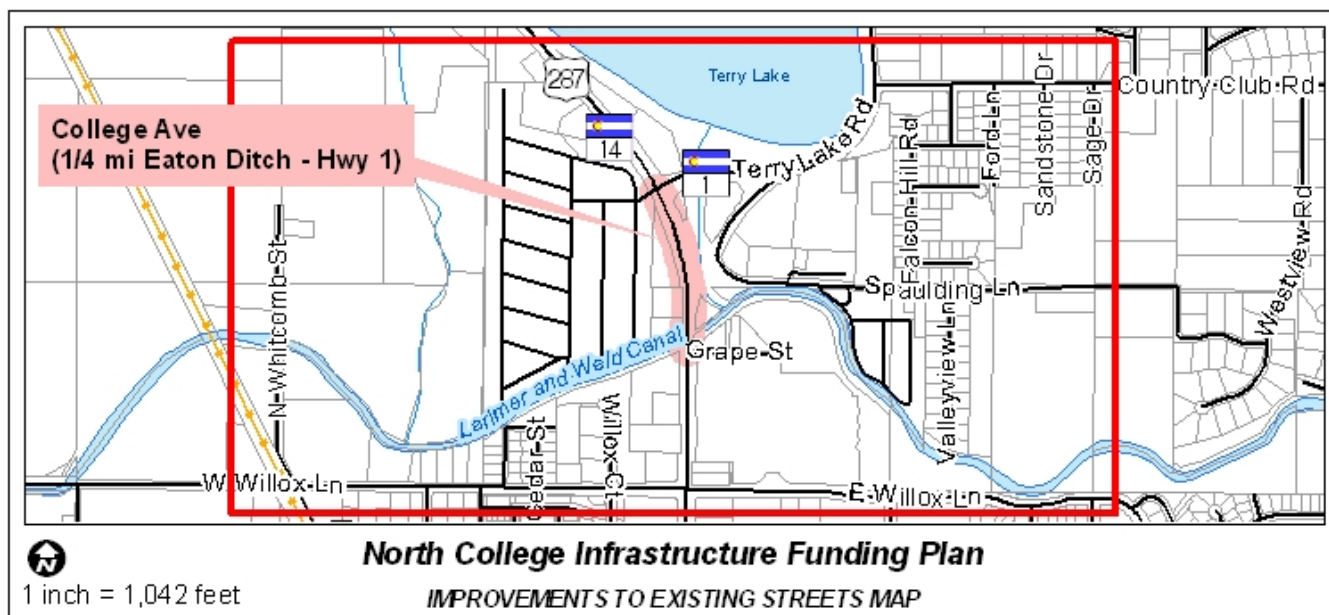 Terry Lake
287
Country Club Rd
College Ave
(1/4 mi Eaton Ditch - Hwy 1)
14
1
Terry Lake Rd
Falcon Hill Rd
Ford Ln
Sandstone Dr
Sage Dr
Westview Rd
N Whitcomb St
Spaulding Ln
Grape St
Larimer and Weld Canal
Valleyview Ln
Willox Ct
Cedar St
W Willox Ln
E Willox Ln
N
North College Infrastructure Funding Plan
1 inch = 1,042 feet
IMPROVEMENTS TO EXISTING STREETS MAP